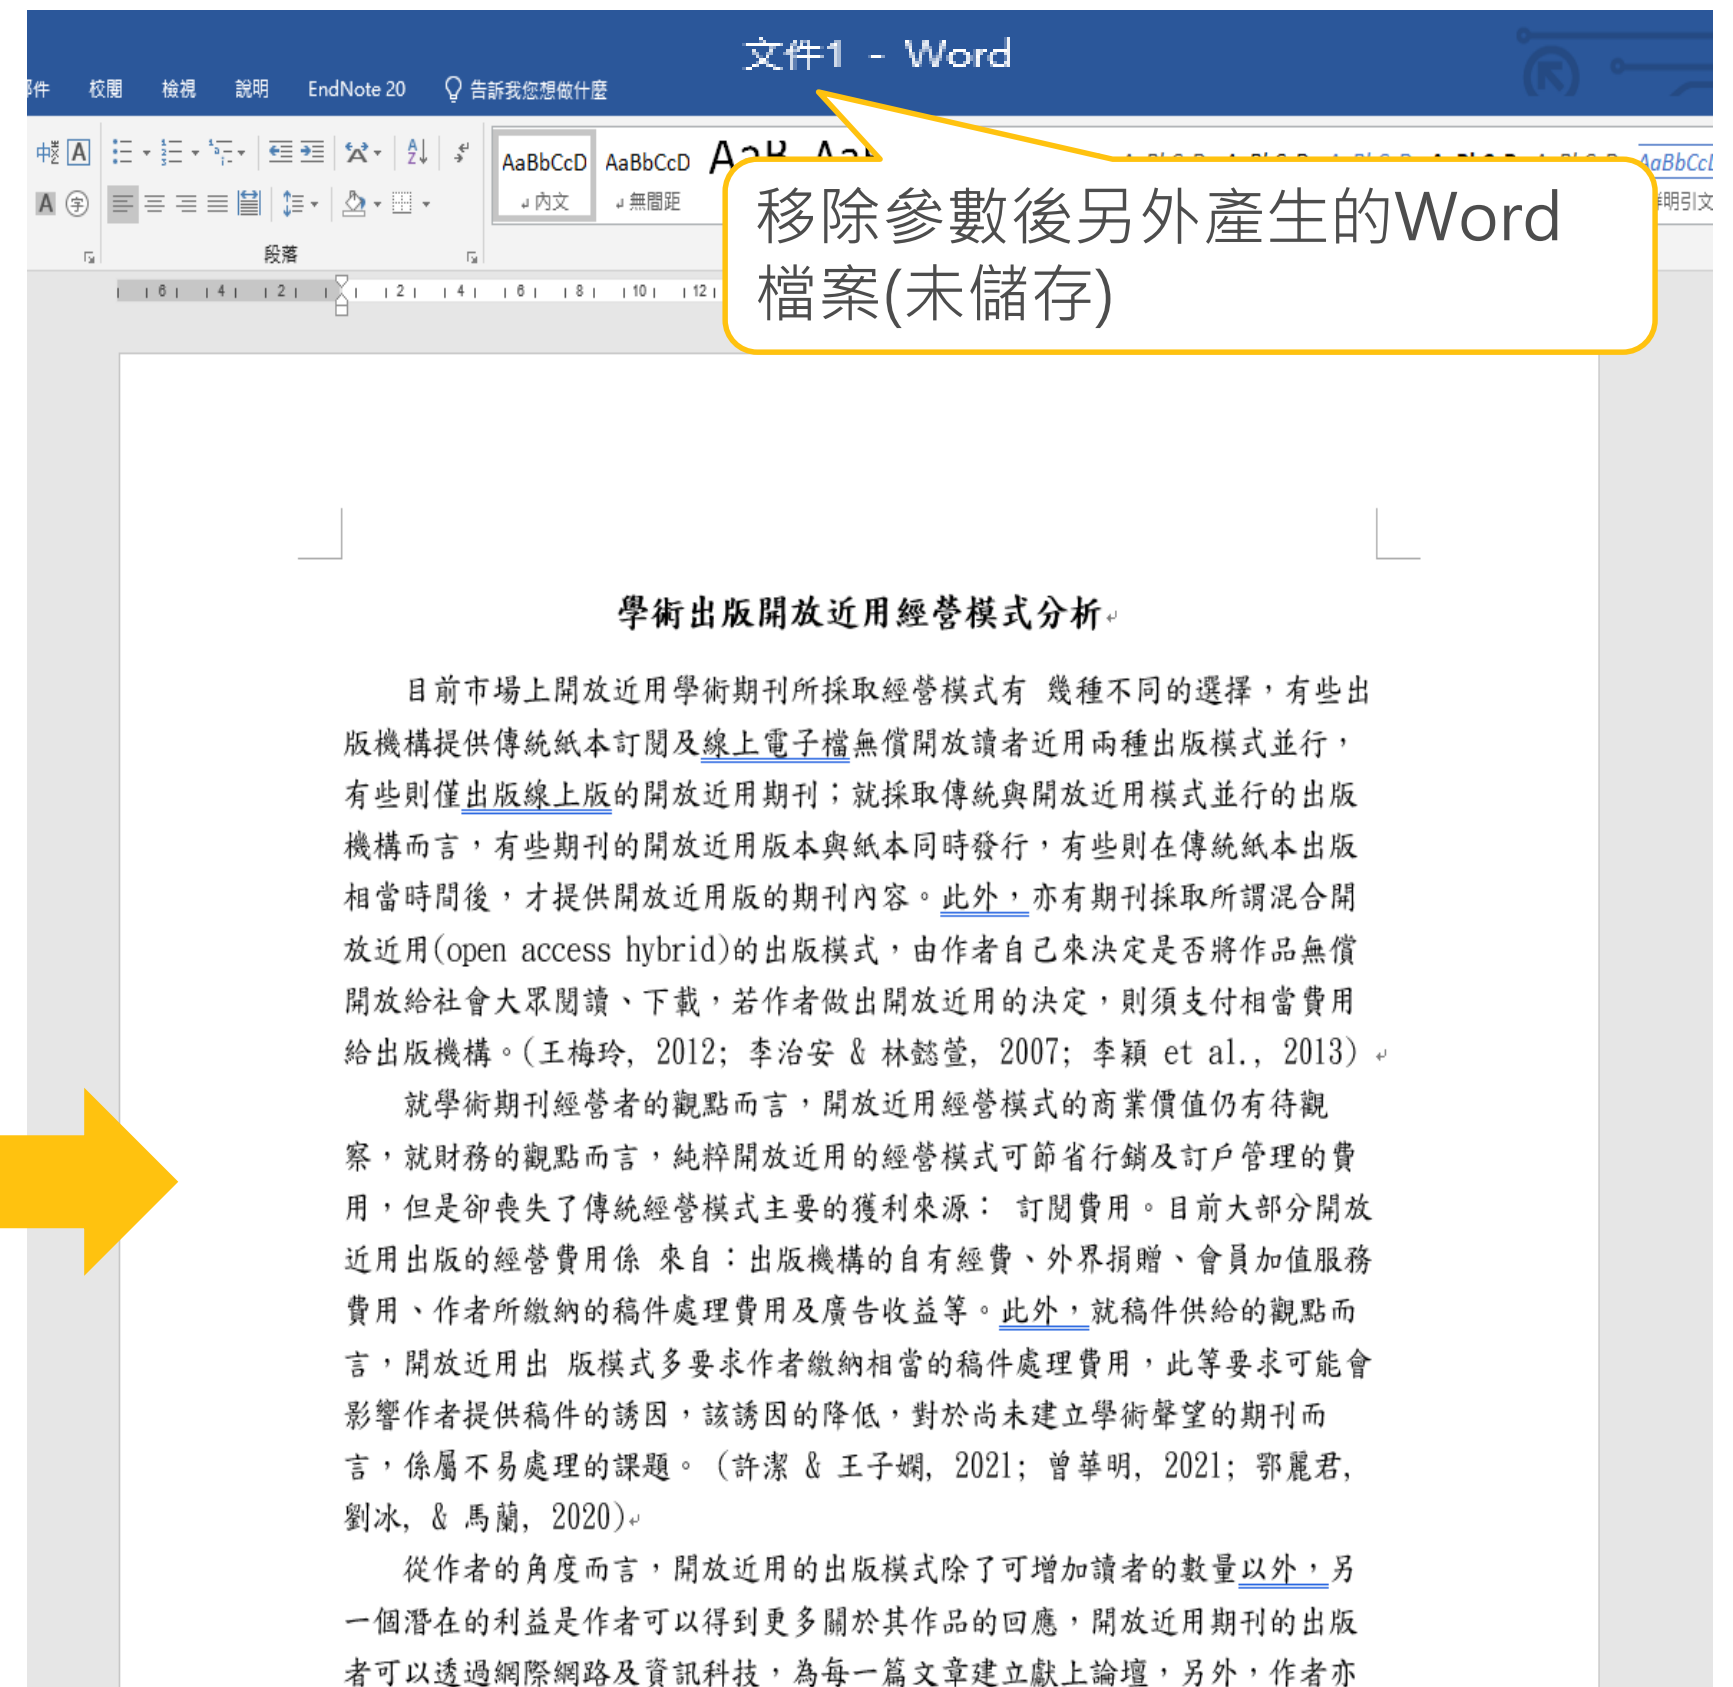 文件1 - Word
件 校閱 檢視 說明 EndNote 20 告訴我您想做什麼
AaBbCcD AaBbCcD AaBbCcD
內文 無間距 明引文
段落
6 4 2 2 4 6 8 10 12
移除參數後另外產生的Word
檔案(未儲存)
學術出版開放近用經營模式分析
目前市場上開放近用學術期刊所採取經營模式有 幾種不同的選擇，有些出
版機構提供傳統紙本訂閱及線上電子檔無償開放讀者近用兩種出版模式並行，
有些則僅出版線上版的開放近用期刊；就採取傳統與開放近用模式並行的出版
機構而言，有些期刊的開放近用版本與紙本同時發行，有些則在傳統紙本出版
相當時間後，才提供開放近用版的期刊內容。此外，亦有期刊採取所謂混合開
放近用(open access hybrid)的出版模式，由作者自己來決定是否將作品無償
開放給社會大眾閱讀、下載，若作者做出開放近用的決定，則須支付相當費用
給出版機構。(王梅玲, 2012; 李治安 & 林懿萱, 2007; 李穎 et al., 2013)
就學術期刊經營者的觀點而言，開放近用經營模式的商業價值仍有待觀
察，就財務的觀點而言，純粹開放近用的經營模式可節省行銷及訂戶管理的費
用，但是卻喪失了傳統經營模式主要的獲利來源： 訂閱費用。目前大部分開放
近用出版的經營費用係 來自：出版機構的自有經費、外界捐贈、會員加值服務
費用、作者所繳納的稿件處理費用及廣告收益等。此外，就稿件供給的觀點而
言，開放近用出 版模式多要求作者繳納相當的稿件處理費用，此等要求可能會
影響作者提供稿件的誘因，該誘因的降低，對於尚未建立學術聲望的期刊而
言，係屬不易處理的課題。 (許潔 & 王子嫻, 2021; 曾華明, 2021; 鄂麗君,
劉冰, & 馬蘭, 2020)
從作者的角度而言，開放近用的出版模式除了可增加讀者的數量以外，另
一個潛在的利益是作者可以得到更多關於其作品的回應，開放近用期刊的出版
者可以透過網際網路及資訊科技，為每一篇文章建立獻上論壇，另外，作者亦